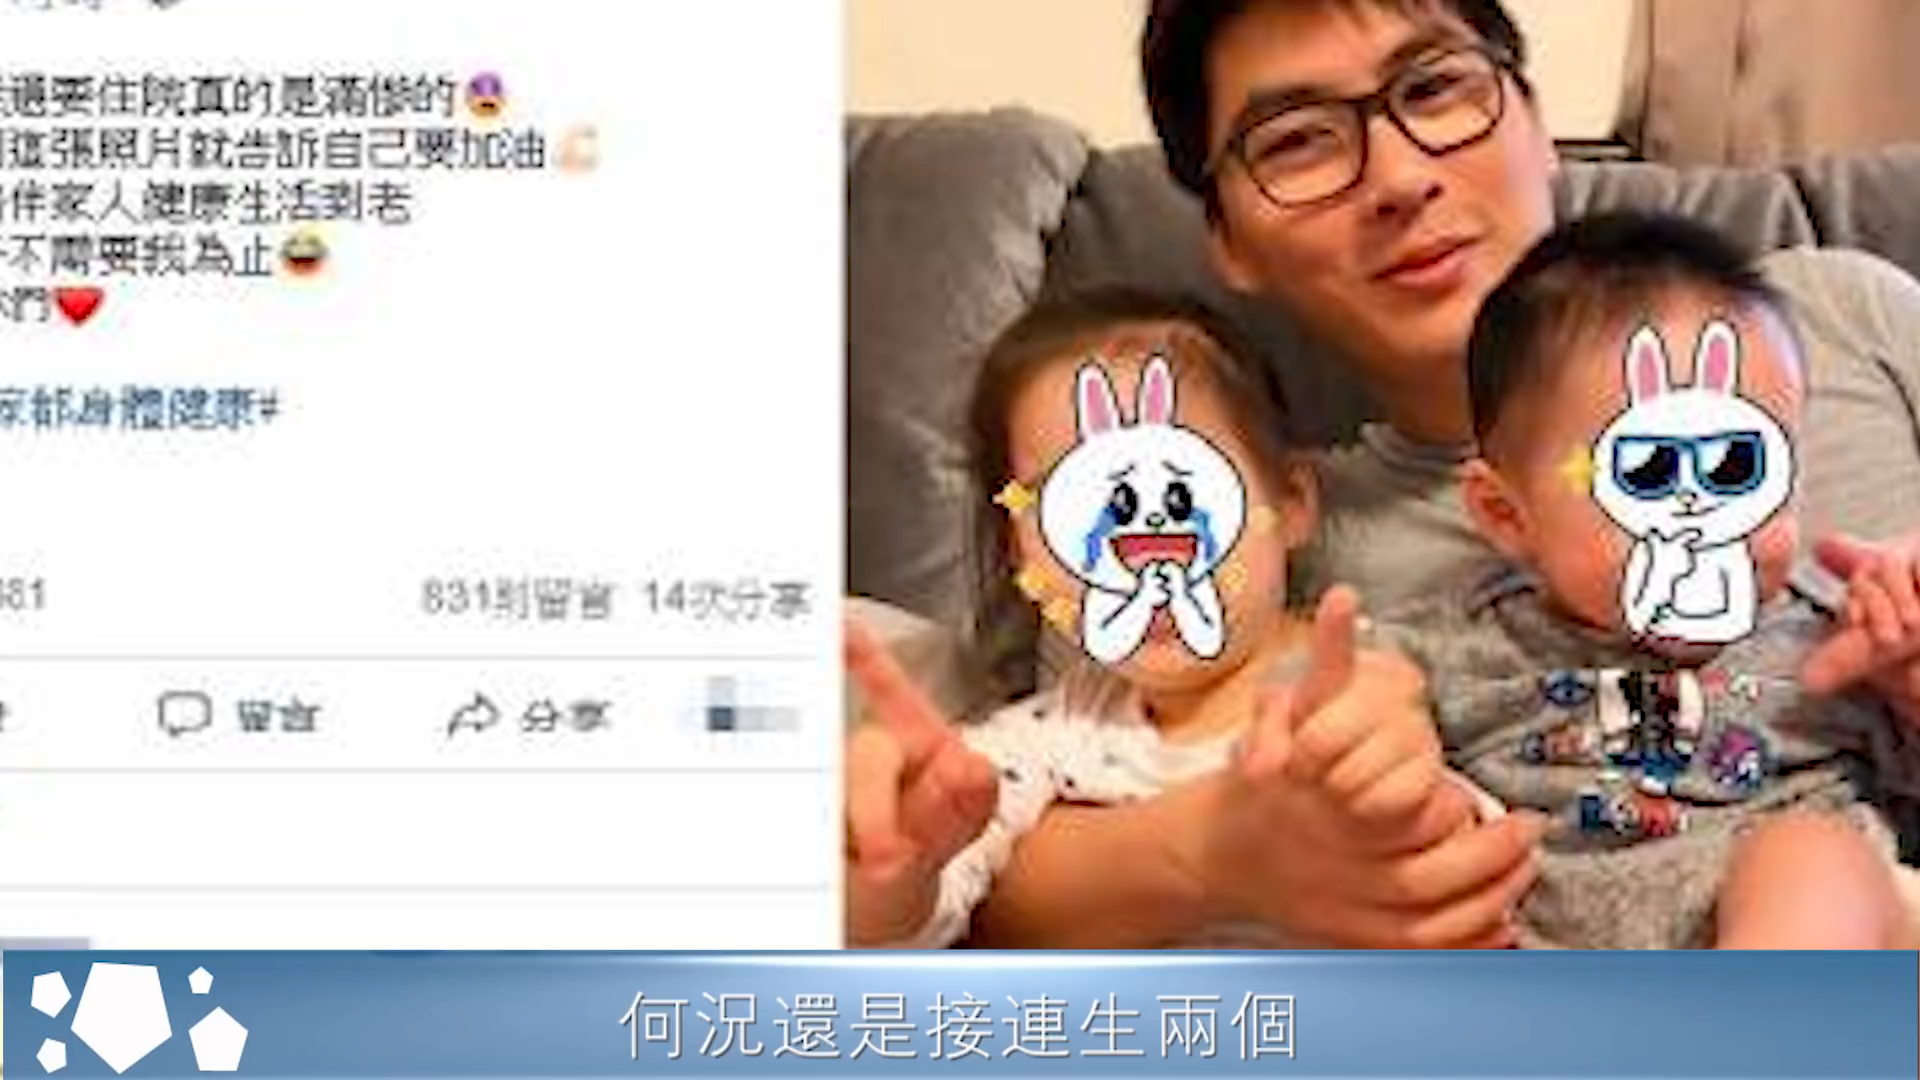 過要住院真的是滿慘的
這張照片就告訴自己要加油
伴家人健康生活到老
不需要我為止
們
家都身體健康#
831則留言 14次分享
分享
何況還是接連生兩個